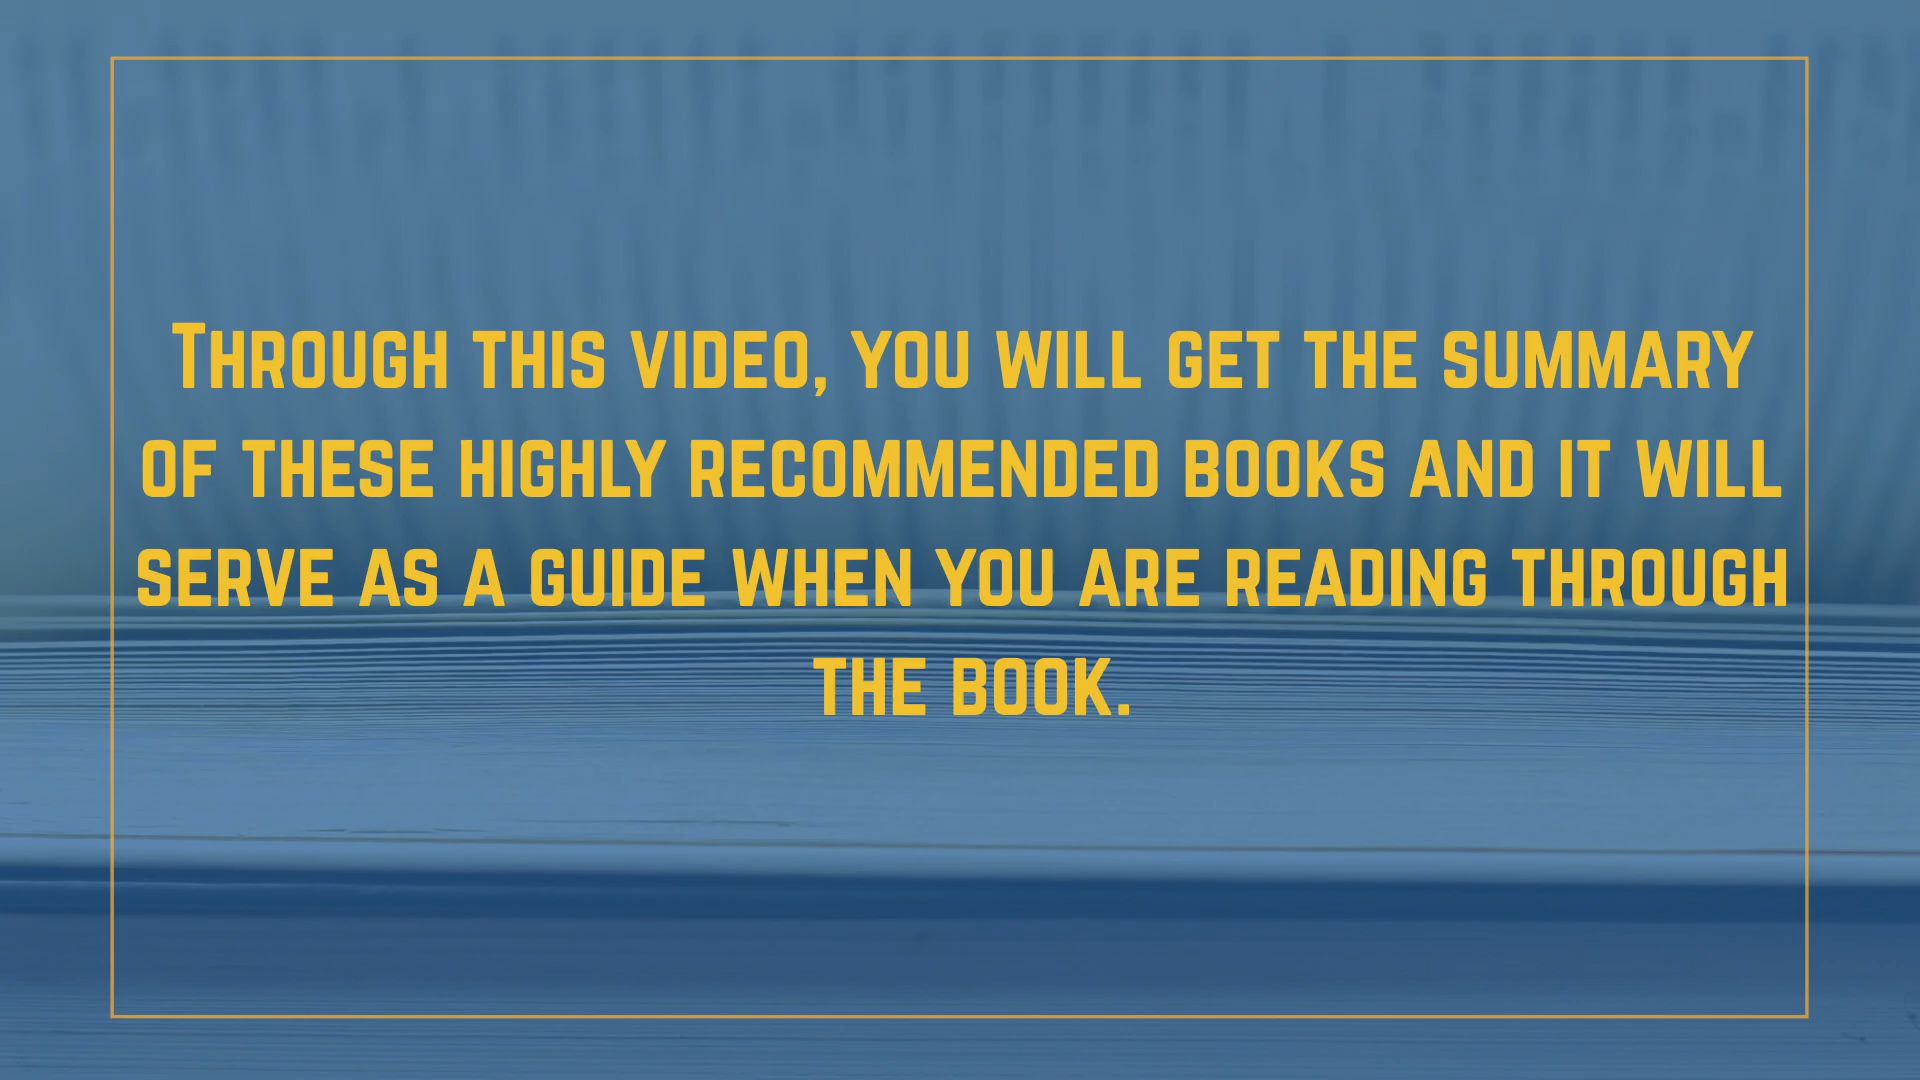 Through this video, you will get the summary
of these highly recommended books and it will
serve as a guide when you are reading through
the book.